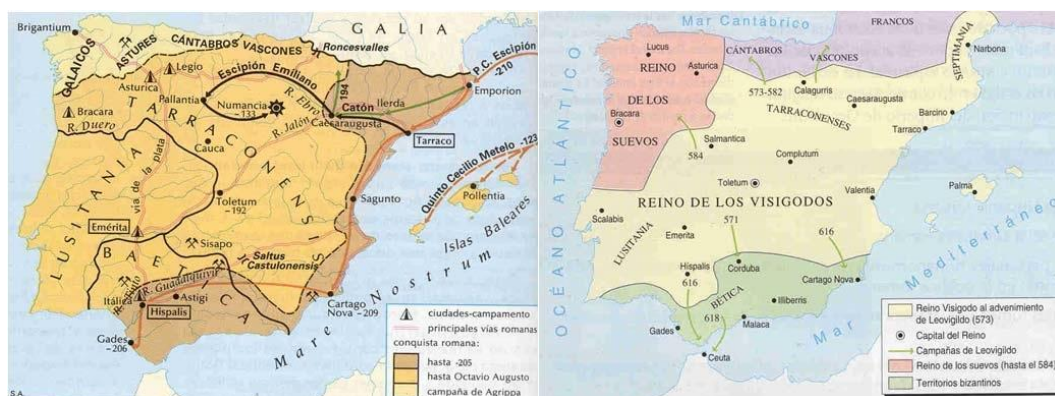 Brigantium
GALIA
GALAICOS
ASTURES
CÁNTABROS
VASCONES
Roncesvalles
P.C. Escipión
-210
Legio
Asturica
Escipión Emiliano
194
Emporion
Pallantia
Numancia
-133
R. Ebro
Catón
Ilerda
Bracara
R. Duero
Caesaraugusta
R. Jalón
Tarraco
TARRACONENSIS
Cauca
Quinto Cecilio Metelo -123
LUSITANIA
vía de la plata
Toletum
-192
Pollentia
Sagunto
Islas Baleares
Emérita
Sisapo
Saltus
Castulonensis
BAETICA
R. Guadalquivir
Itálica
Astigi
Hispalis
Cartago
Nova -209
Mare Nostrum
Gades
-206
ciudades-campamento
principales vías romanas
conquista romana:
hasta -205
hasta Octavio Augusto
campaña de Agrippa
S.A.
Mar Cantábrico
FRANCOS
OCÉANO ATLÁNTICO
Lucus
CÁNTABROS
VASCONES
SEPTIMANIA
Narbona
REINO
Asturica
573-582
Calagurris
DE LOS
TARRACONENSES
Caesaraugusta
Barcino
Bracara
Tarraco
SUEVOS
Salmantica
584
Complutum
Toletum
Valentia
Palma
REINO DE LOS VISIGODOS
Scalabis
LUSITANIA
Emerita
571
616
Mediterráneo
Hispalis
616
Corduba
Cartago Nova
BÉTICA
Illiberris
Gades
618
Malaca
Mar
Ceuta
Reino Visigodo al advenimiento
de Leovigildo (573)
Capital del Reino
Campañas de Leovigildo
Reino de los suevos (hasta el 584)
Territorios bizantinos